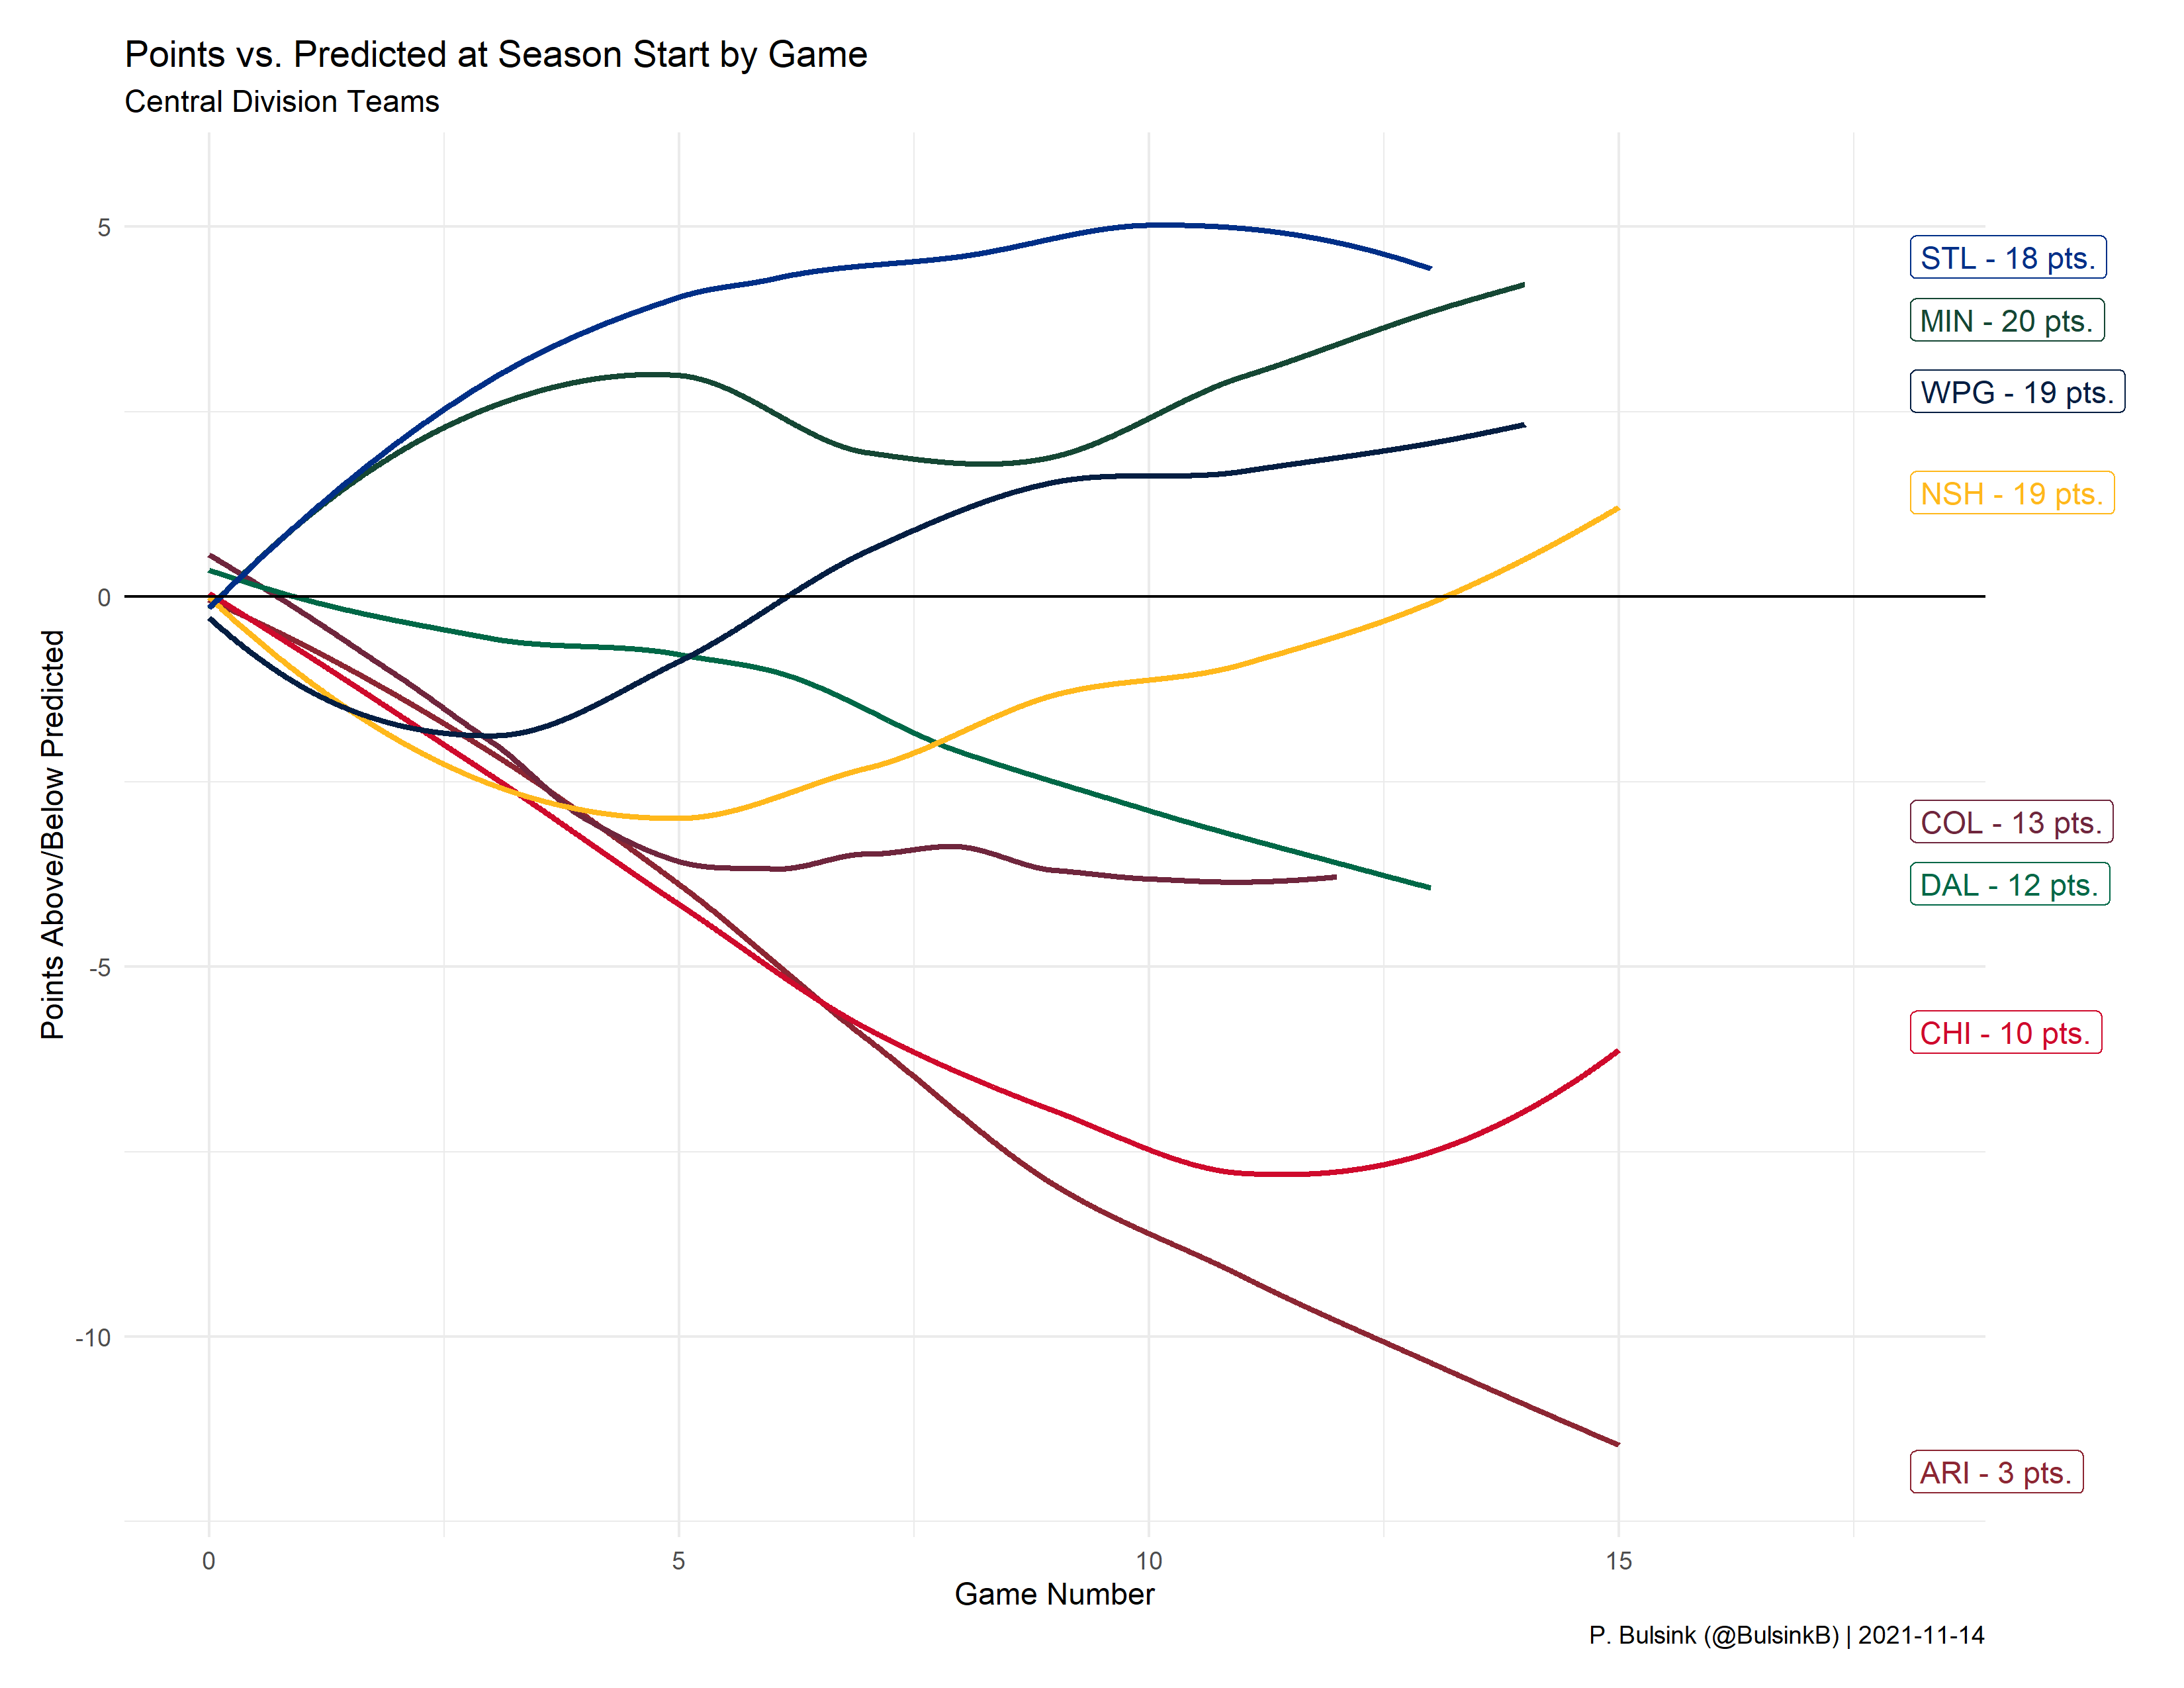 Points vs. Predicted at Season Start by Game
Central Division Teams
Points Above/Below Predicted
5
0
-5
-10
STL - 18 pts.
MIN - 20 pts.
WPG - 19 pts.
NSH - 19 pts.
COL - 13 pts.
DAL - 12 pts.
CHI - 10 pts.
ARI - 3 pts.
0 5 10 15
Game Number
P. Bulsink (@BulsinkB) | 2021-11-14